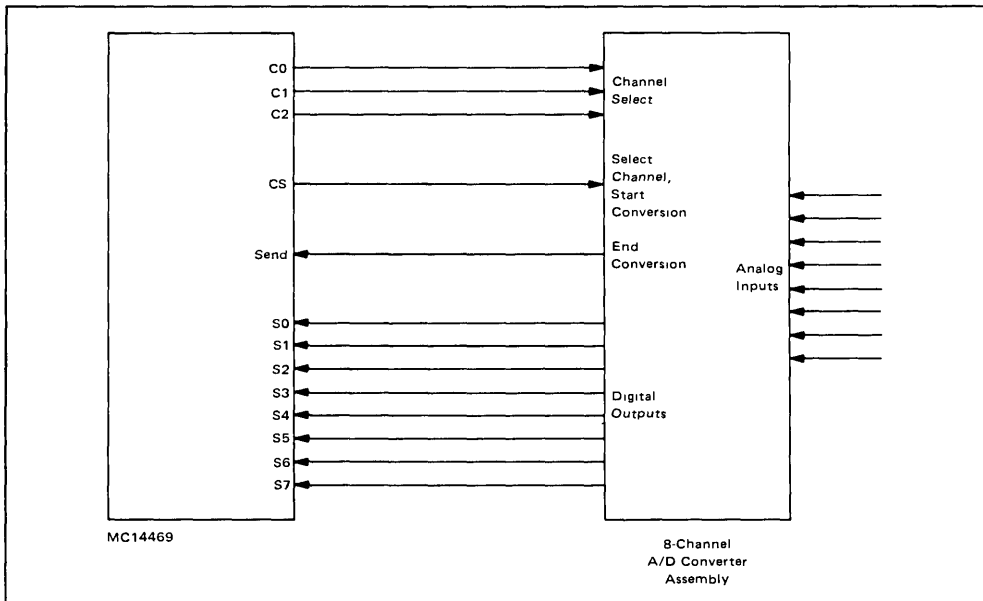 C0
C1
C2
CS
Send
S0
S1
S2
S3
S4
S5
S6
S7
MC14469
Channel
Select
Select
Channel,
Start
Conversion
End
Conversion
Digital
Outputs
Analog
Inputs
8-Channel
A/D Converter
Assembly